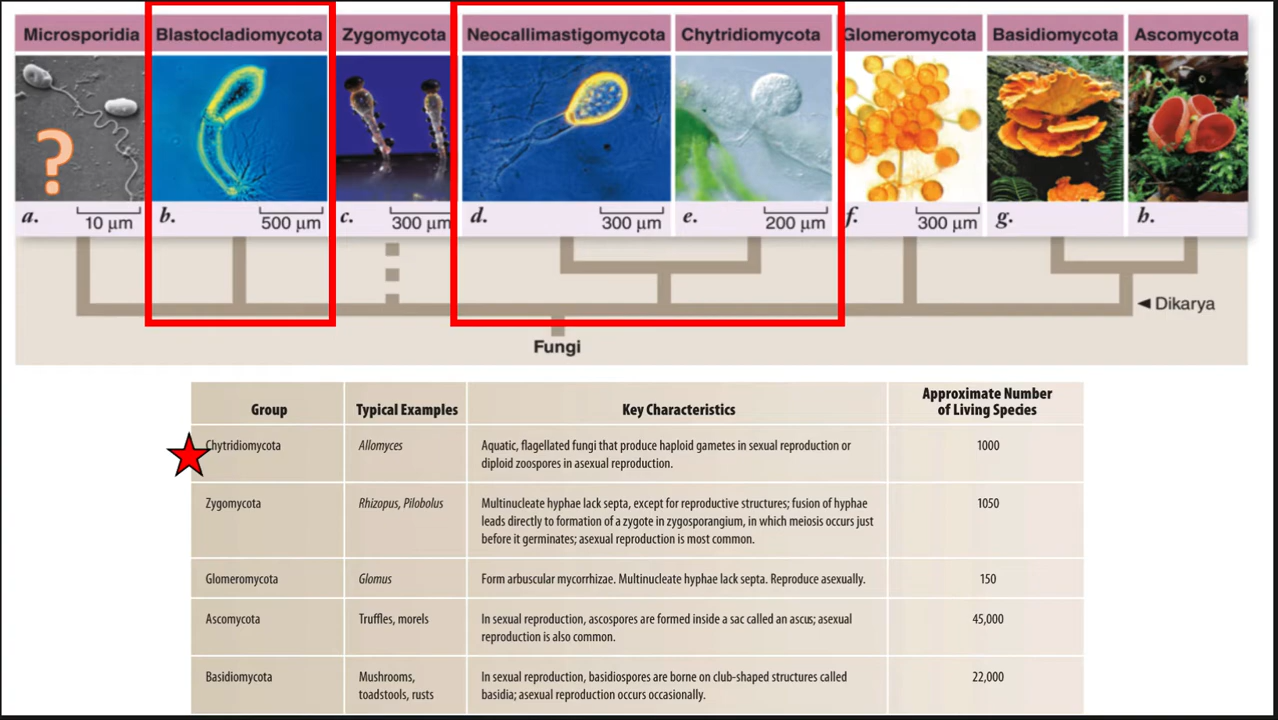 Microsporidia Blastocladiomycota Zygomycota Neocallimastigomycota Chytridiomycota Glomeromycota Basidiomycota Ascomycota
?
a. 10 µm b. 500 µm c. 300 µm d. 300 µm e. 200 µm f. 300 µm g. h.
◄ Dikarya
Fungi
Group Typical Examples Key Characteristics Approximate Number
of Living Species
Chytridiomycota Allomyces Aquatic, flagellated fungi that produce haploid gametes in sexual reproduction or 1000
diploid zoospores in asexual reproduction.
Zygomycota Rhizopus, Pilobolus Multinucleate hyphae lack septa, except for reproductive structures; fusion of hyphae 1050
leads directly to formation of a zygote in zygosporangium, in which meiosis occurs just
before it germinates; asexual reproduction is most common.
Glomeromycota Glomus Form arbuscular mycorrhizae. Multinucleate hyphae lack septa. Reproduce asexually. 150
Ascomycota Truffles, morels In sexual reproduction, ascospores are formed inside a sac called an ascus; asexual 45,000
reproduction is also common.
Basidiomycota Mushrooms, In sexual reproduction, basidiospores are borne on club-shaped structures called 22,000
toadstools, rusts basidia; asexual reproduction occurs occasionally.